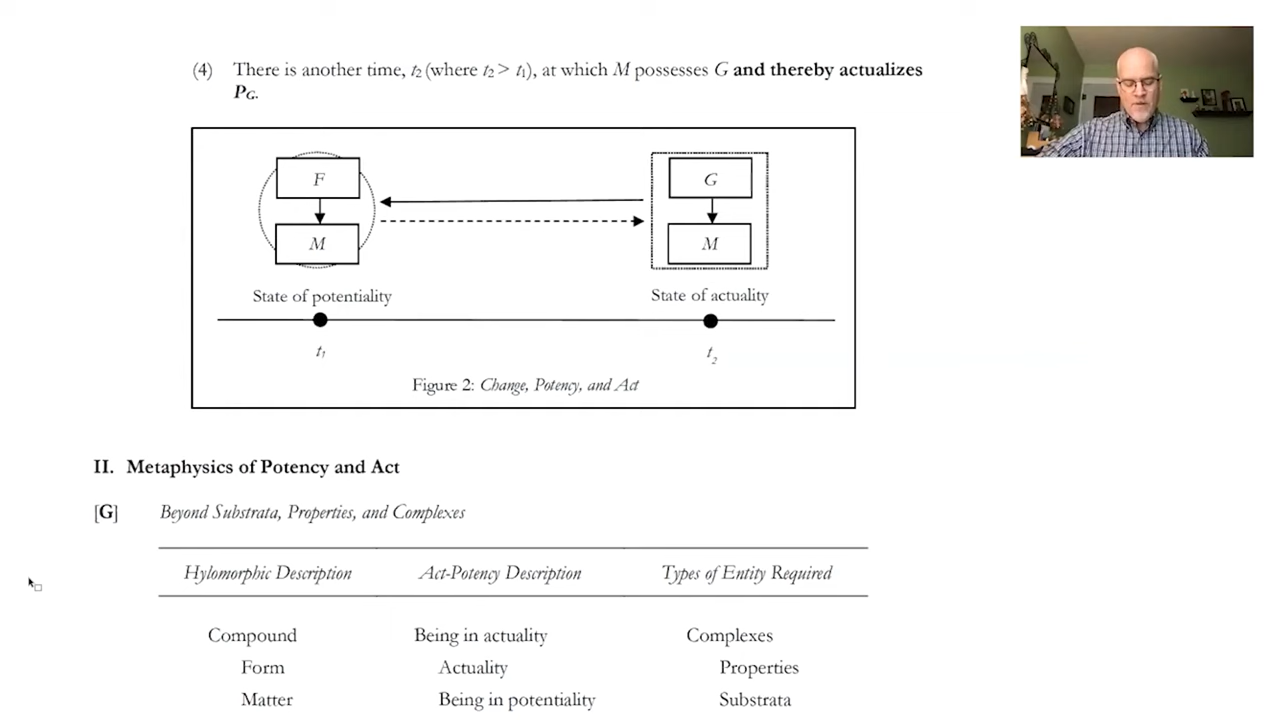 (4) There is another time, t2 (where t2 > t1), at which M possesses G and thereby actualizes
PG.
F
G
M
M
State of potentiality
State of actuality
t1
t2
Figure 2: Change, Potency, and Act
II. Metaphysics of Potency and Act
[G] Beyond Substrata, Properties, and Complexes
Hylomorphic Description Act-Potency Description Types of Entity Required
Compound Being in actuality Complexes
Form Actuality Properties
Matter Being in potentiality Substrata